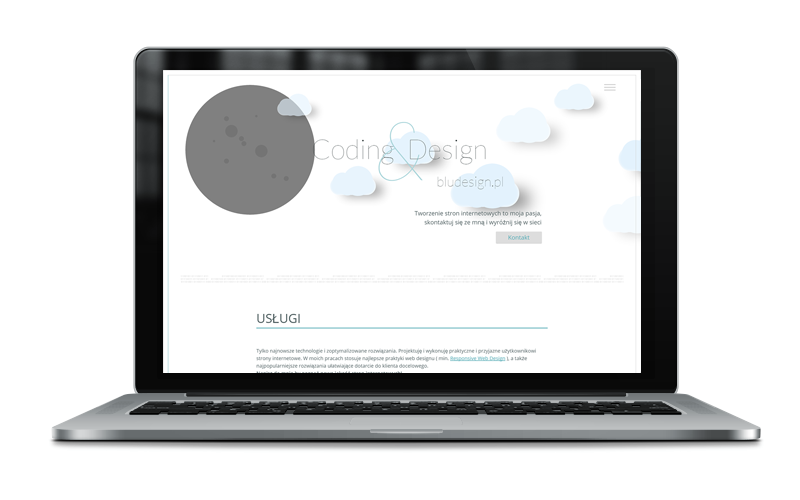 Coding & Design
bludesign.pl
Tworzenie stron internetowych to moja pasja,
skontaktuj się ze mną i wyróżnij się w sieci
Kontakt
USŁUGI
Tylko najnowsze technologie i zoptymalizowane rozwiązania. Projektuję i wykonuję praktyczne i przyjazne użytkownikowi
strony internetowe. W moich pracach stosuję najlepsze praktyki web designu ( min. Responsive Web Design ), a także
najpopularniejsze rozwiązania ułatwiające dotarcie do klienta docelowego.